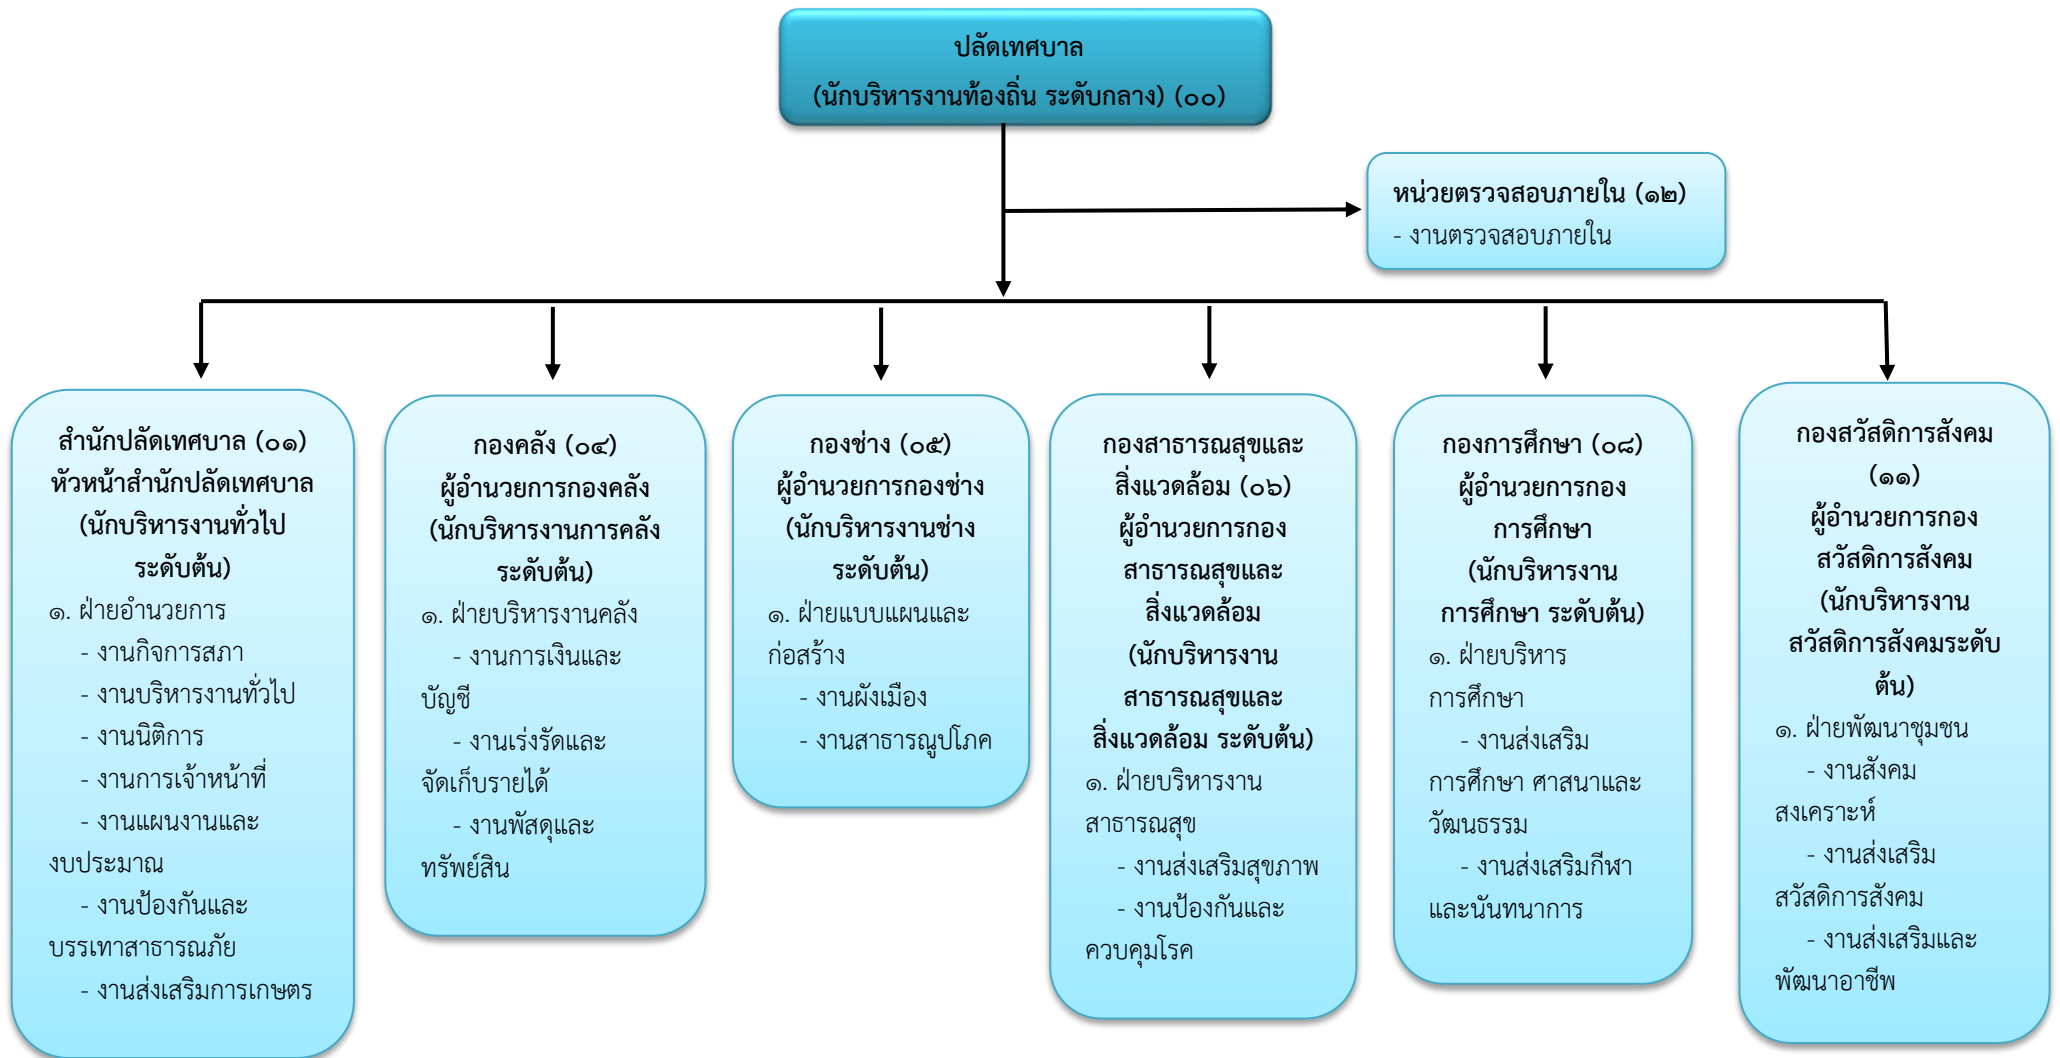 ปลัดเทศบาล
(นักบริหารงานท้องถิ่น ระดับกลาง) (๐๐)
หน่วยตรวจสอบภายใน (๑๒)
- งานตรวจสอบภายใน
สำนักปลัดเทศบาล (๐๑)
หัวหน้าสำนักปลัดเทศบาล
(นักบริหารงานทั่วไป
ระดับต้น)
๑. ฝ่ายอำนวยการ
- งานกิจการสภา
- งานบริหารงานทั่วไป
- งานนิติการ
- งานการเจ้าหน้าที่
- งานแผนงานและ
งบประมาณ
- งานป้องกันและ
บรรเทาสาธารณภัย
- งานส่งเสริมการเกษตร
กองคลัง (๐๔)
ผู้อำนวยการกองคลัง
(นักบริหารงานการคลัง
ระดับต้น)
๑. ฝ่ายบริหารงานคลัง
- งานการเงินและ
บัญชี
- งานเร่งรัดและ
จัดเก็บรายได้
- งานพัสดุและ
ทรัพย์สิน
กองช่าง (๐๕)
ผู้อำนวยการกองช่าง
(นักบริหารงานช่าง
ระดับต้น)
๑. ฝ่ายแบบแผนและ
ก่อสร้าง
- งานผังเมือง
- งานสาธารณูปโภค
กองสาธารณสุขและ
สิ่งแวดล้อม (๐๖)
ผู้อำนวยการกอง
สาธารณสุขและ
สิ่งแวดล้อม
(นักบริหารงาน
สาธารณสุขและ
สิ่งแวดล้อม ระดับต้น)
๑. ฝ่ายบริหารงาน
สาธารณสุข
- งานส่งเสริมสุขภาพ
- งานป้องกันและ
ควบคุมโรค
กองการศึกษา (๐๘)
ผู้อำนวยการกอง
การศึกษา
(นักบริหารงาน
การศึกษา ระดับต้น)
๑. ฝ่ายบริหาร
การศึกษา
- งานส่งเสริม
การศึกษา ศาสนาและ
วัฒนธรรม
- งานส่งเสริมกีฬา
และนันทนาการ
กองสวัสดิการสังคม
(๑๑)
ผู้อำนวยการกอง
สวัสดิการสังคม
(นักบริหารงาน
สวัสดิการสังคมระดับ
ต้น)
๑. ฝ่ายพัฒนาชุมชน
- งานสังคม
สงเคราะห์
- งานส่งเสริม
สวัสดิการสังคม
- งานส่งเสริมและ
พัฒนาอาชีพ